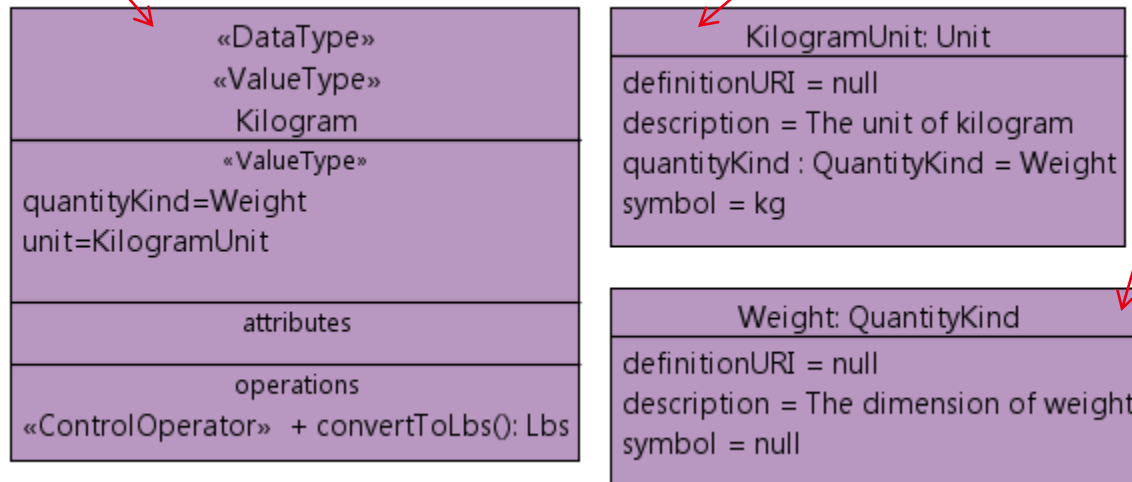 «DataType»
«ValueType»
Kilogram
«ValueType»
quantityKind=Weight
unit=KilogramUnit
attributes
operations
«ControlOperator»  + convertToLbs(): Lbs
KilogramUnit: Unit
definitionURI = null
description = The unit of kilogram
quantityKind : QuantityKind = Weight
symbol = kg
Weight: QuantityKind
definitionURI = null
description = The dimension of weight
symbol = null